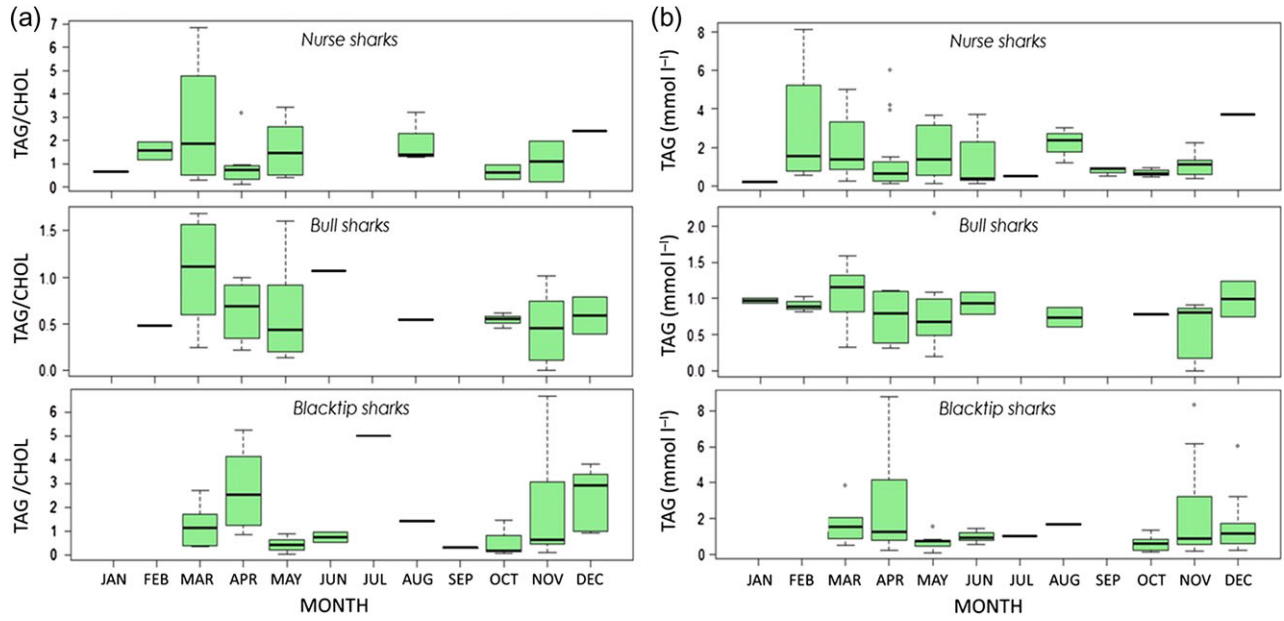 (a)
Nurse sharks
TAG/CHOL
7
6
5
4
3
2
1
0
Bull sharks
TAG/CHOL
1.5
1.0
0.5
0.0
Blacktip sharks
TAG /CHOL
6
5
4
3
2
1
0
JAN FEB MAR APR MAY JUN JUL AUG SEP OCT NOV DEC
MONTH
(b)
Nurse sharks
TAG (mmol l⁻¹)
8
6
4
2
0
Bull sharks
TAG (mmol l⁻¹)
2.0
1.5
1.0
0.5
0.0
Blacktip sharks
TAG (mmol l⁻¹)
8
6
4
2
0
JAN FEB MAR APR MAY JUN JUL AUG SEP OCT NOV DEC
MONTH